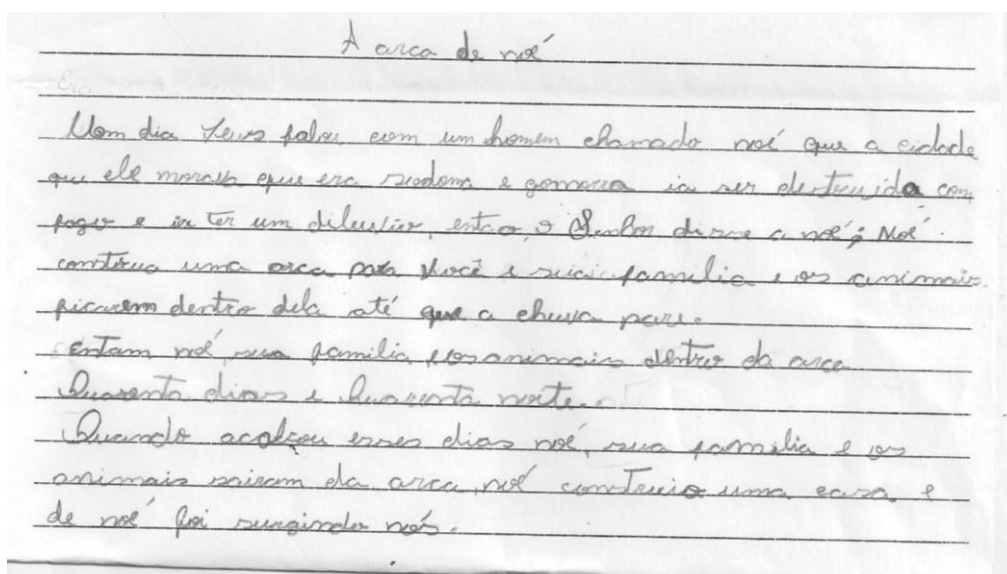 A arca de noé
Um dia Jeus falou com um homem chamado noé que a cidade
que ele morava que era sodoma e gomorra ia ser destruida com
fogo e ia ter um diluvio, então, o Senhor disse a noé; Noé
contírua uma arca para você e sua familia e os animais
ficarem dentro dela até que a chuva pare.
entam noé, sua familia e os animais dentro da arca
Quarenta dias e Quarenta noite.
Quando acalçou esses dias noé, sua familia e os
animais sairam da arca, noé contruio uma casa e
de noé foi surgindo nós.